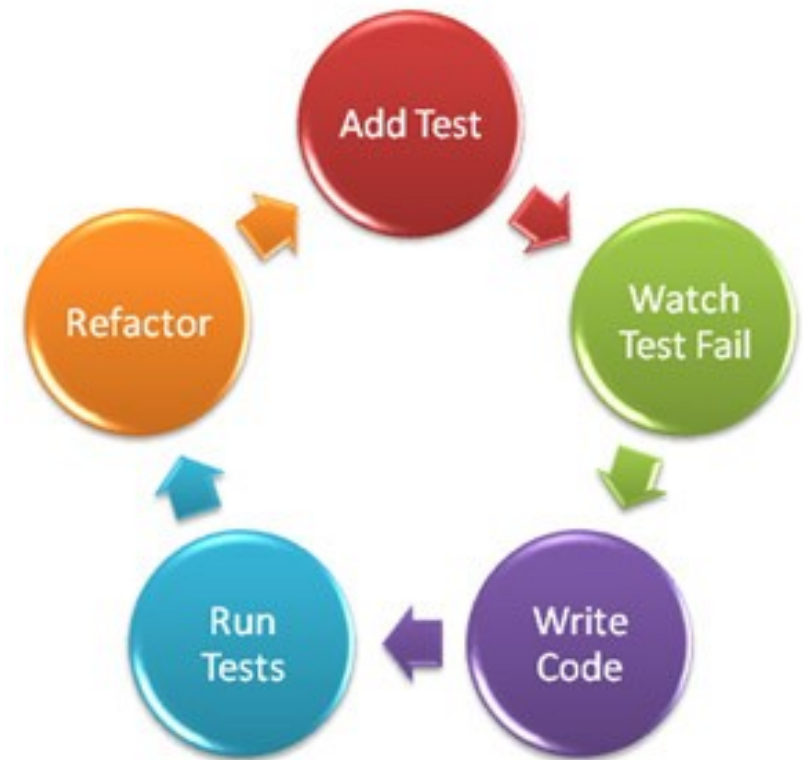 Add Test
Watch
Test Fail
Write
Code
Run
Tests
Refactor